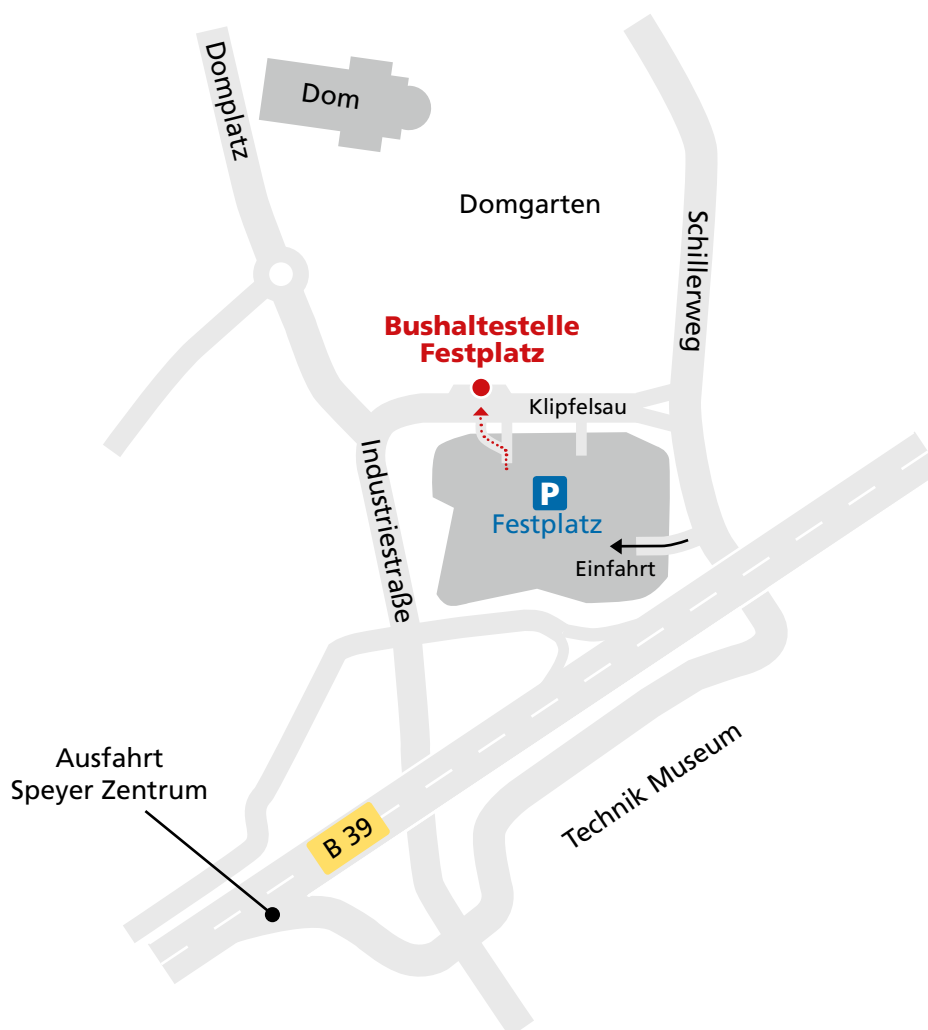 Domplatz
Dom
Domgarten
Schillerweg
Bushaltestelle
Festplatz
Klipfelsau
Industriestraße
P
Festplatz
Einfahrt
Ausfahrt
Speyer Zentrum
Technik Museum
B 39